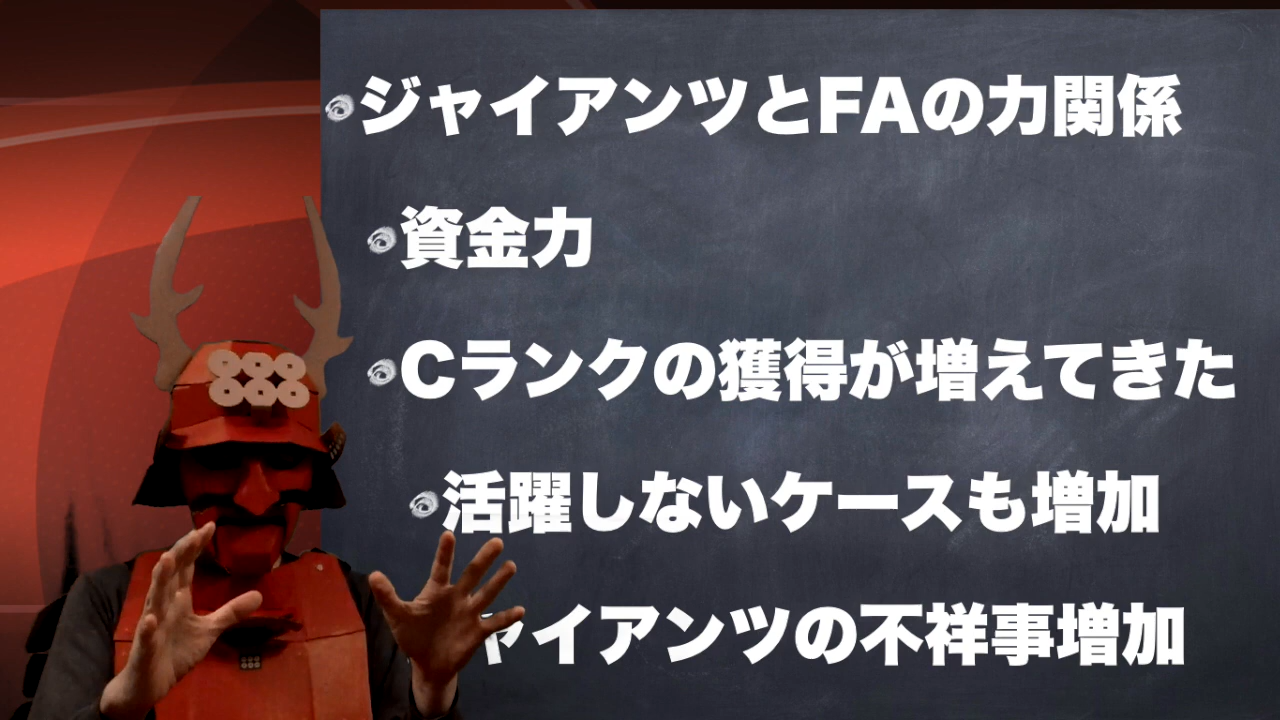 ジャイアンツとFAの力関係
資金力
Cランクの獲得が増えてきた
活躍しないケースも増加
ャイアンツの不祥事増加